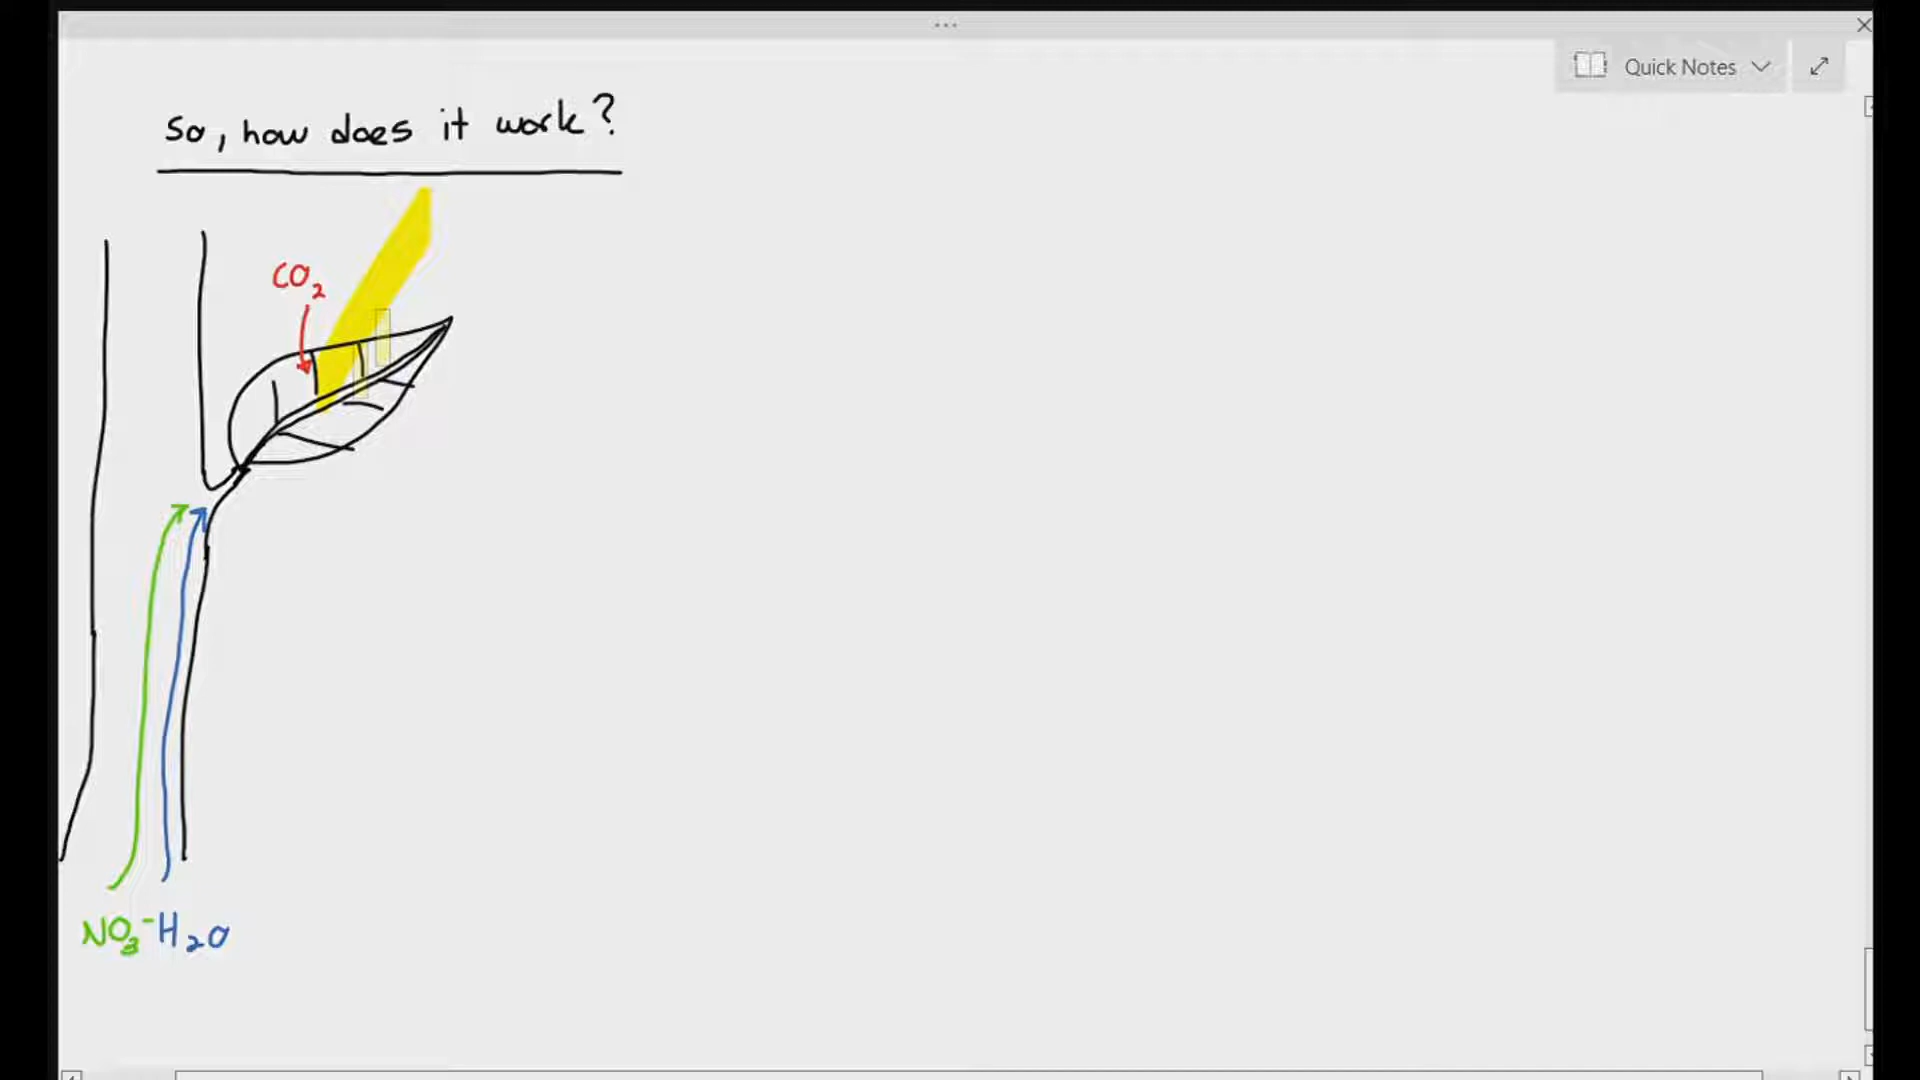 Quick Notes
So, how does it work?
CO₂
NO₃⁻ H₂O